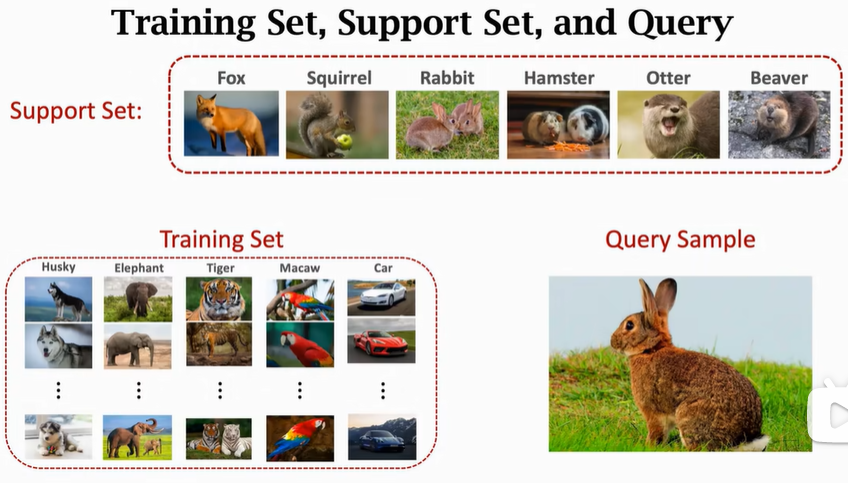 Training Set, Support Set, and Query
Support Set:
Fox Squirrel Rabbit Hamster Otter Beaver
Training Set
Husky Elephant Tiger Macaw Car
Query Sample